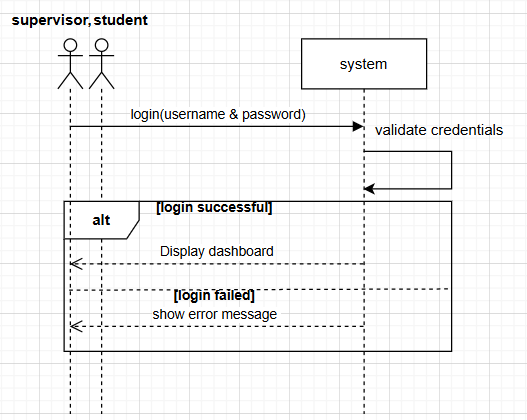 supervisor,student
system
login(username & password)
validate credentials
alt
[login successful]
Display dashboard
[login failed]
show error message